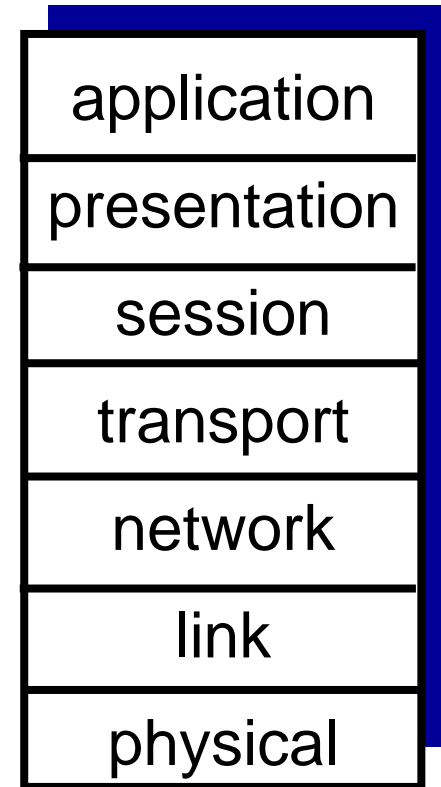 application
presentation
session
transport
network
link
physical